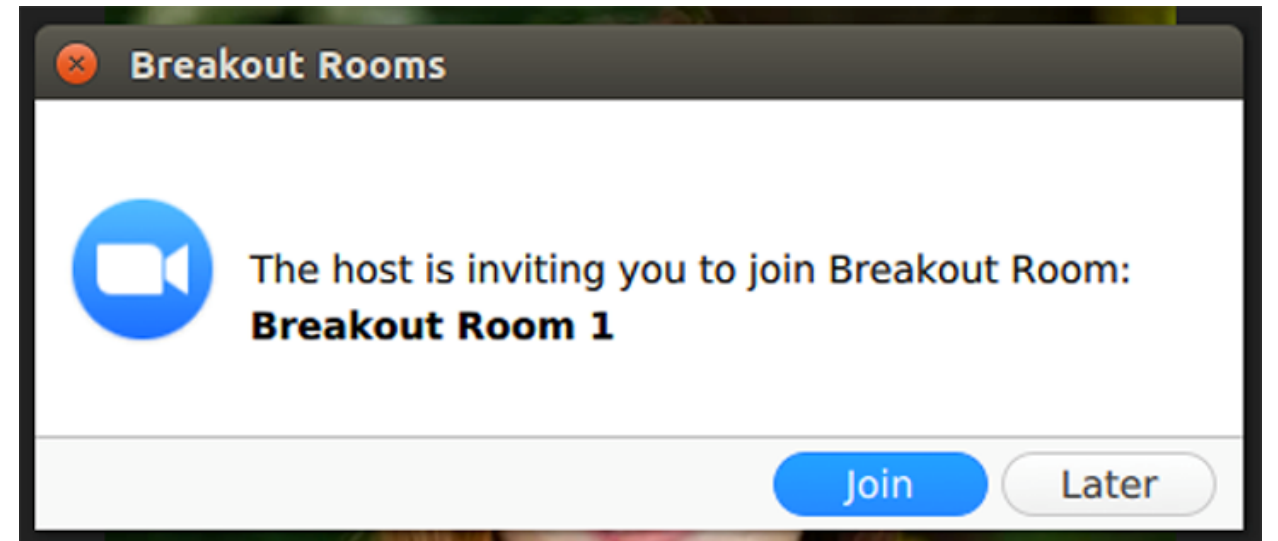 Breakout Rooms
The host is inviting you to join Breakout Room:
Breakout Room 1
Join
Later